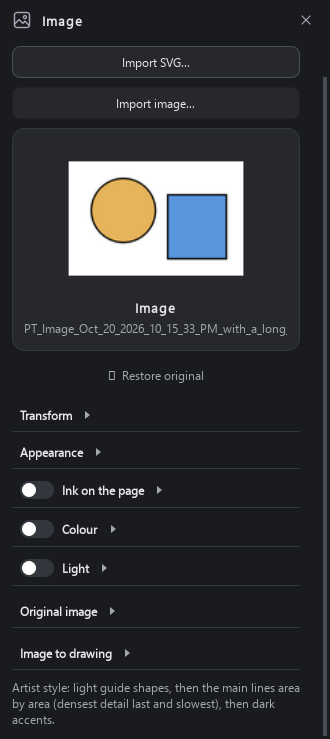 Image
Import SVG...
Import image...
Image
PT_Image_Oct_20_2026_10_15_33_PM_with_a_long_
Restore original
Transform
Appearance
Ink on the page
Colour
Light
Original image
Image to drawing
Artist style: light guide shapes, then the main lines area
by area (densest detail last and slowest), then dark
accents.